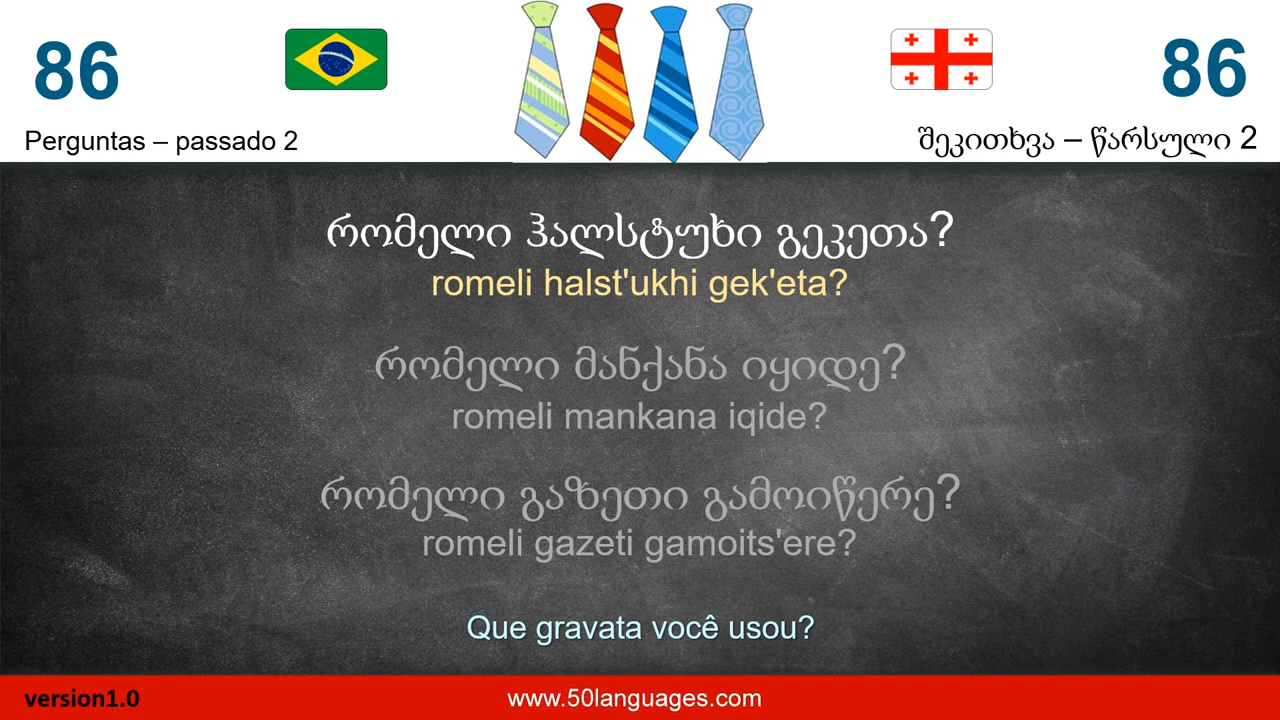 86
86
Perguntas – passado 2
შეკითხვა – წარსული 2
რომელი ჰალსტუხი გეკეთა?
romeli halst'ukhi gek'eta?
რომელი მანქანა იყიდე?
romeli mankana iqide?
რომელი გაზეთი გამოიწერე?
romeli gazeti gamoits'ere?
Que gravata você usou?
version1.0
www.50languages.com